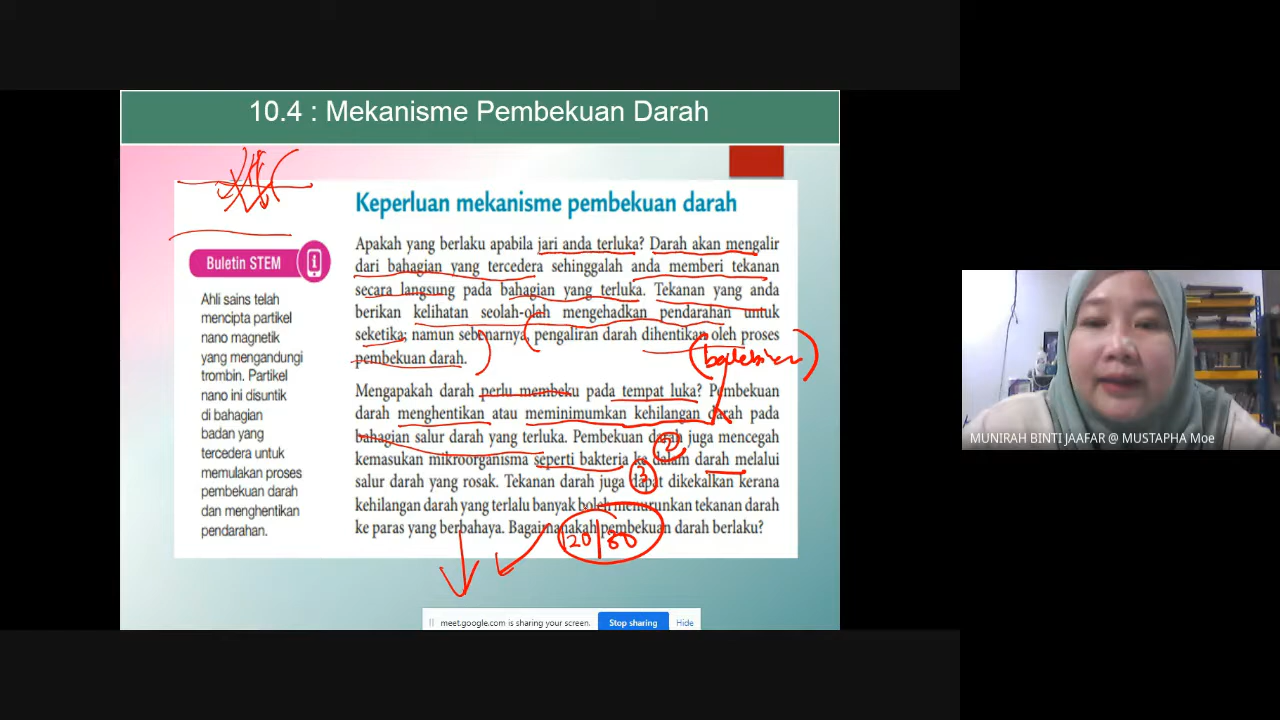 10.4 : Mekanisme Pembekuan Darah
Keperluan mekanisme pembekuan darah
Apakah yang berlaku apabila jari anda terluka? Darah akan mengalir
dari bahagian yang tercedera sehinggalah anda memberi tekanan
secara langsung pada bahagian yang terluka. Tekanan yang anda
berikan kelihatan seolah-olah mengehadkan pendarahan untuk
seketika; namun sebenarnya, pengaliran darah dihentikan oleh proses
pembekuan darah.
Mengapakah darah perlu membeku pada tempat luka? Pembekuan
darah menghentikan atau meminimumkan kehilangan darah pada
bahagian salur darah yang terluka. Pembekuan darah juga mencegah
kemasukan mikroorganisma seperti bakteria ke dalam darah melalui
salur darah yang rosak. Tekanan darah juga dapat dikekalkan kerana
kehilangan darah yang terlalu banyak boleh menurunkan tekanan darah
ke paras yang berbahaya. Bagaimanakah pembekuan darah berlaku?
2
3
120/80
Buletin STEM
Ahli sains telah
mencipta partikel
nano magnetik
yang mengandungi
trombin. Partikel
nano ini disuntik
di bahagian
badan yang
tercedera untuk
memulakan proses
pembekuan darah
dan menghentikan
pendarahan.
meet.google.com is sharing your screen.
Stop sharing
Hide
MUNIRAH BINTI JAAFAR @ MUSTAPHA Moe